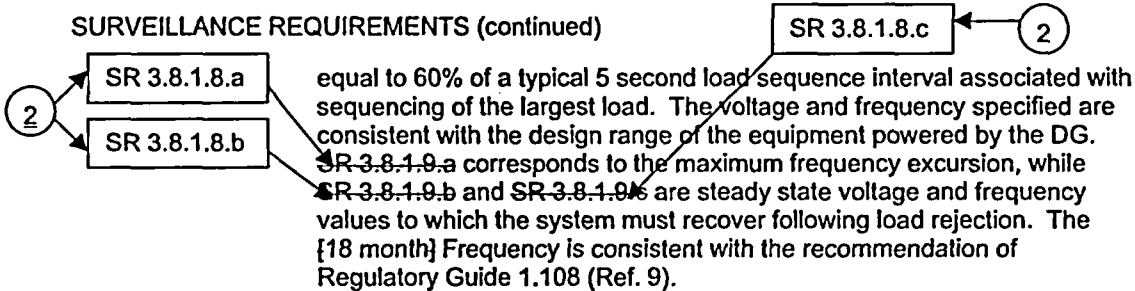 SURVEILLANCE REQUIREMENTS (continued)
SR 3.8.1.8.c
2
SR 3.8.1.8.a
2
SR 3.8.1.8.b
equal to 60% of a typical 5 second load sequence interval associated with
sequencing of the largest load. The voltage and frequency specified are
consistent with the design range of the equipment powered by the DG.
SR 3.8.1.9.a corresponds to the maximum frequency excursion, while
SR 3.8.1.9.b and SR 3.8.1.9.c are steady state voltage and frequency
values to which the system must recover following load rejection. The
[18 month] Frequency is consistent with the recommendation of
Regulatory Guide 1.108 (Ref. 9).